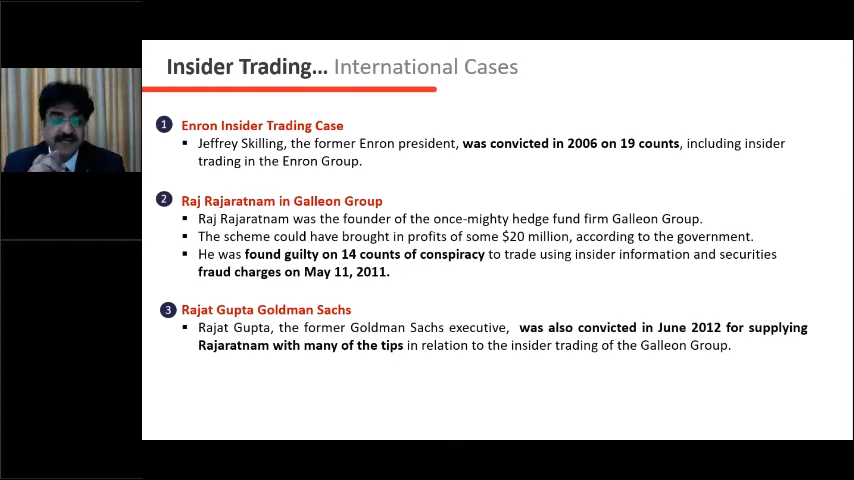 Insider Trading... International Cases
1 Enron Insider Trading Case
▪ Jeffrey Skilling, the former Enron president, was convicted in 2006 on 19 counts, including insider
trading in the Enron Group.
2 Raj Rajaratnam in Galleon Group
▪ Raj Rajaratnam was the founder of the once-mighty hedge fund firm Galleon Group.
▪ The scheme could have brought in profits of some $20 million, according to the government.
▪ He was found guilty on 14 counts of conspiracy to trade using insider information and securities
fraud charges on May 11, 2011.
3 Rajat Gupta Goldman Sachs
▪ Rajat Gupta, the former Goldman Sachs executive, was also convicted in June 2012 for supplying
Rajaratnam with many of the tips in relation to the insider trading of the Galleon Group.